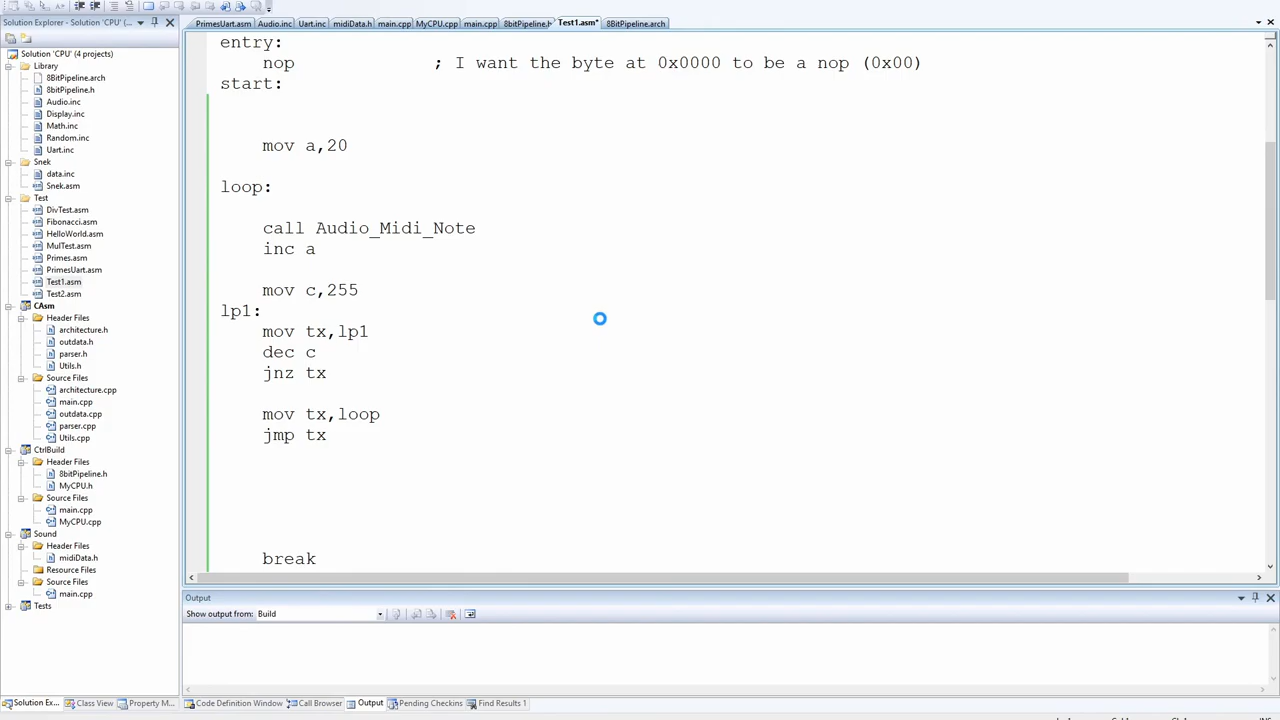 Solution Explorer - Solution 'CPU' (4 projects)
PrimesUart.asm Audio.inc Uart.inc midiData.h main.cpp MyCPU.cpp main.cpp 8bitPipeline.h Test1.asm* 8BitPipeline.arch
Solution 'CPU' (4 projects)
Library
8BitPipeline.arch
8bitPipeline.h
Audio.inc
Display.inc
Math.inc
Random.inc
Uart.inc
Snek
data.inc
Snek.asm
Test
DivTest.asm
Fibonacci.asm
HelloWorld.asm
MulTest.asm
Primes.asm
PrimesUart.asm
Test1.asm
Test2.asm
CAsm
Header Files
architecture.h
outdata.h
parser.h
Utils.h
Source Files
architecture.cpp
main.cpp
outdata.cpp
parser.cpp
Utils.cpp
CtrlBuild
Header Files
8bitPipeline.h
MyCPU.h
Source Files
main.cpp
MyCPU.cpp
Sound
Header Files
midiData.h
Resource Files
Source Files
main.cpp
Tests
entry:
nop ; I want the byte at 0x0000 to be a nop (0x00)
start:
mov a,20
loop:
call Audio_Midi_Note
inc a
mov c,255
lp1:
mov tx,lp1
dec c
jnz tx
mov tx,loop
jmp tx
break
Output
Show output from: Build
Solution Ex... Class View Property M... Code Definition Window Call Browser Output Pending Checkins Find Results 1